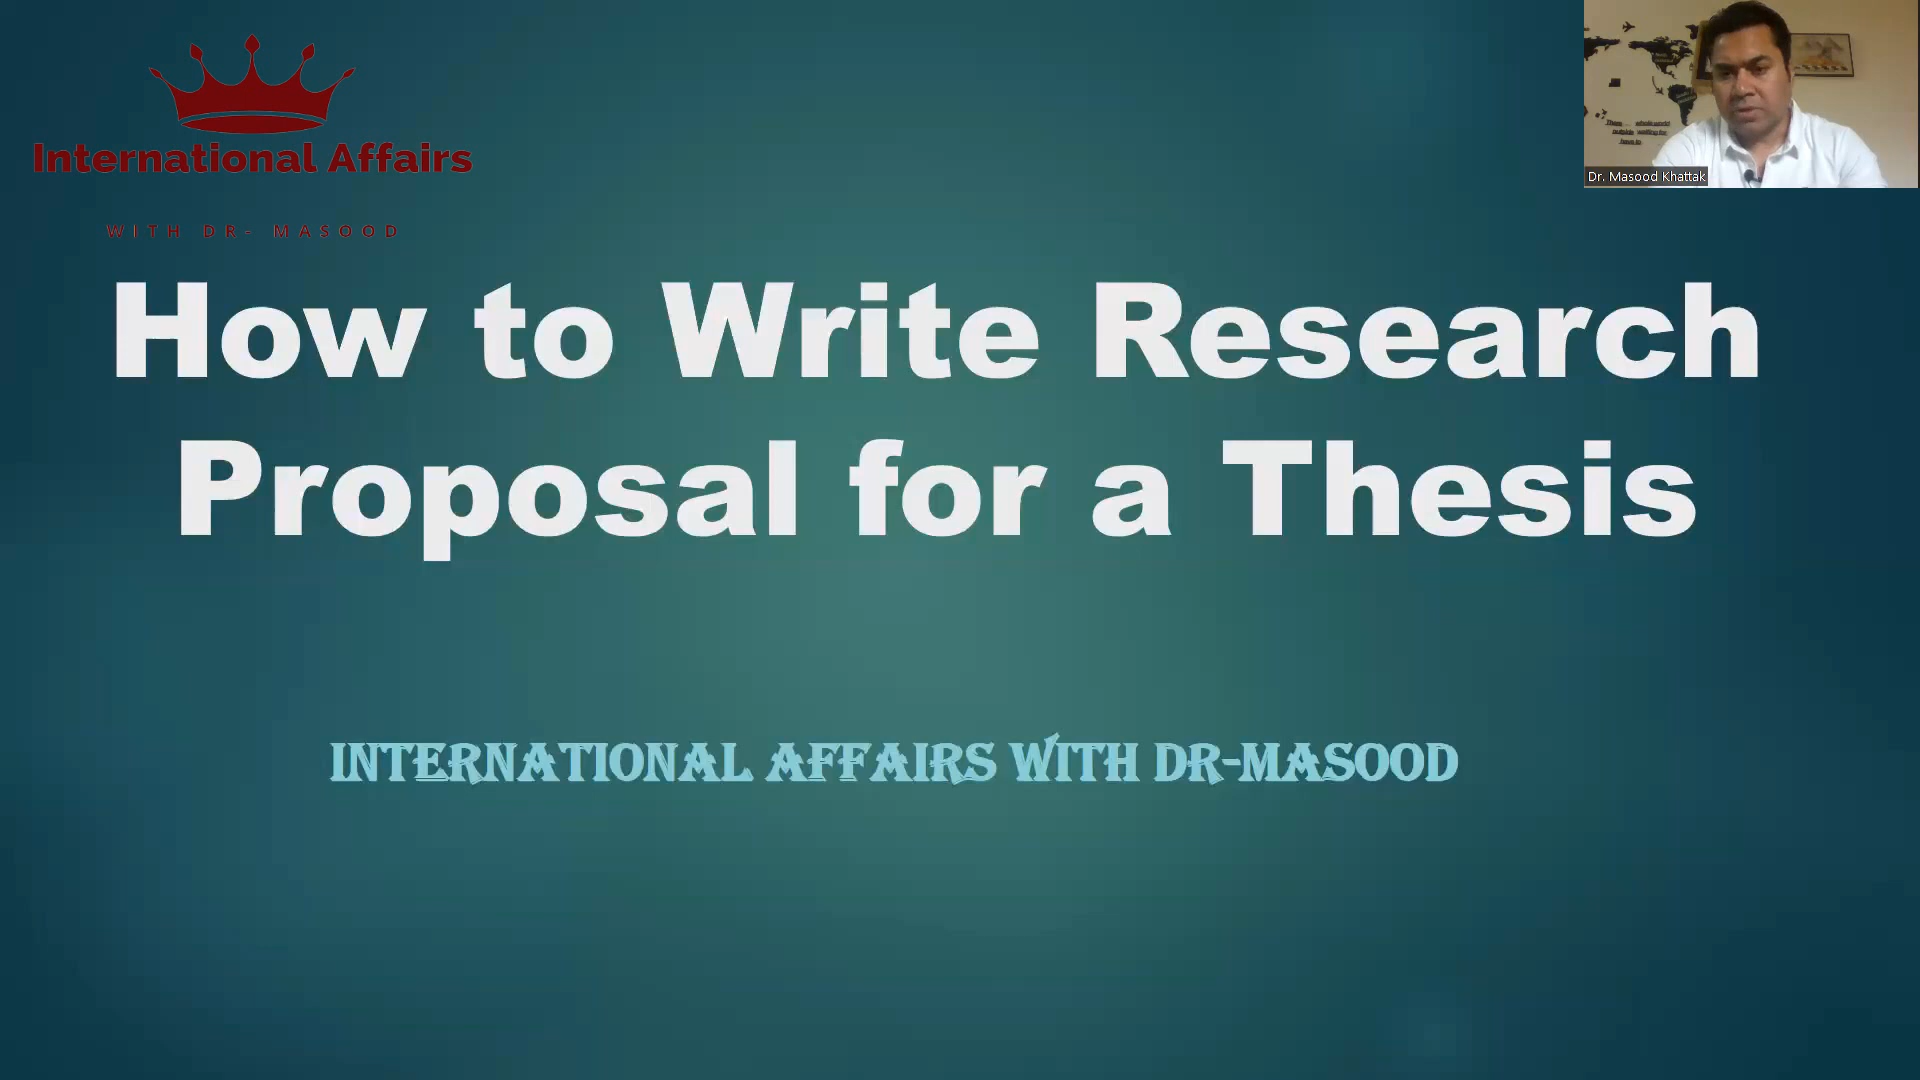 International Affairs
WITH DR- MASOOD
Dr. Masood Khattak
How to Write Research
Proposal for a Thesis
INTERNATIONAL AFFAIRS WITH DR-MASOOD